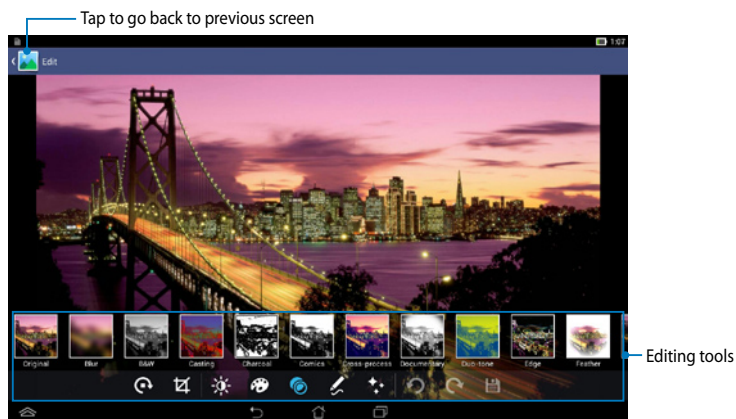 Tap to go back to previous screen
1:07
Edit
Original Blur B&W Casting Charcoal Comics Cross-process Documentary Duo-tone Edge Feather
Editing tools